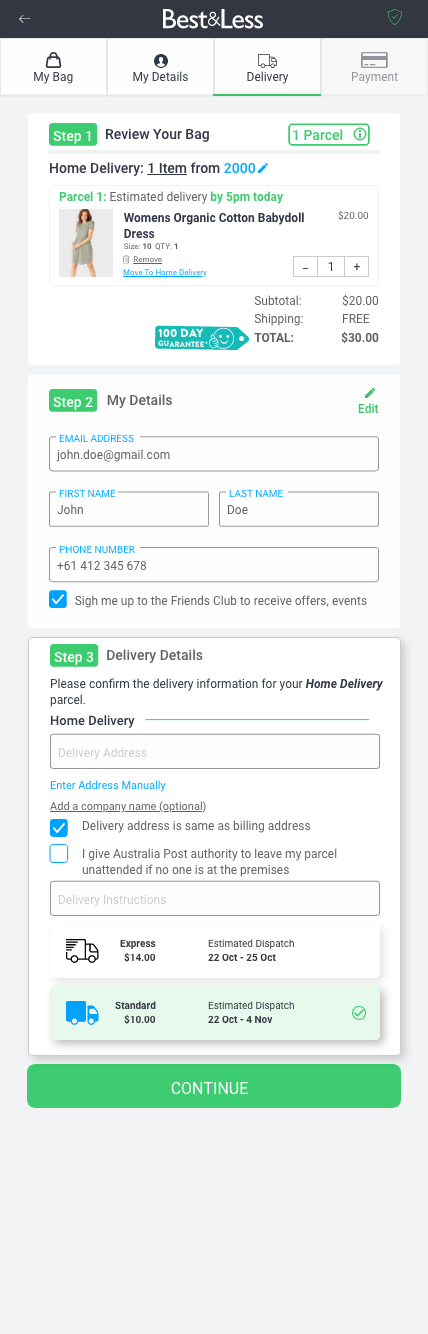 Best&Less
My Bag
My Details
Delivery
Payment
Step 1 Review Your Bag 1 Parcel
Home Delivery: 1 Item from 2000
Parcel 1: Estimated delivery by 5pm today
Womens Organic Cotton Babydoll $20.00
Dress
Size: 10 QTY: 1
Remove
Move To Home Delivery
– 1 +
Subtotal: $20.00
Shipping: FREE
100 DAY
GUARANTEE*
TOTAL: $30.00
Step 2 My Details
Edit
EMAIL ADDRESS
john.doe@gmail.com
FIRST NAME LAST NAME
John Doe
PHONE NUMBER
+61 412 345 678
Sigh me up to the Friends Club to receive offers, events
Step 3 Delivery Details
Please confirm the delivery information for your Home Delivery
parcel.
Home Delivery
Delivery Address
Enter Address Manually
Add a company name (optional)
Delivery address is same as billing address
I give Australia Post authority to leave my parcel
unattended if no one is at the premises
Delivery Instructions
Express Estimated Dispatch
$14.00 22 Oct - 25 Oct
Standard Estimated Dispatch
$10.00 22 Oct - 4 Nov
CONTINUE